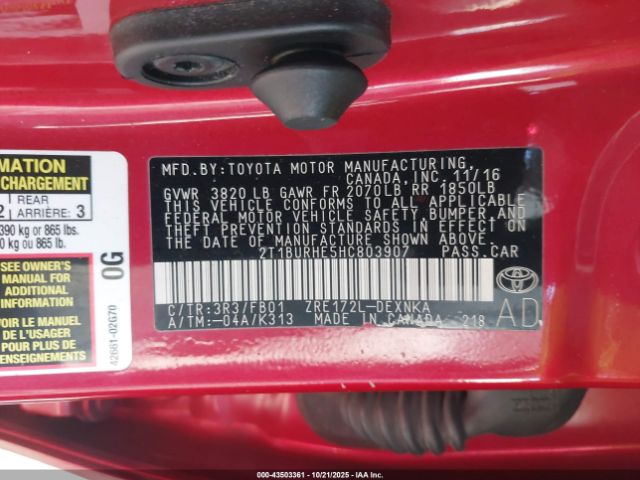 MFD.BY:TOYOTA MOTOR MANUFACTURING,
CANADA, INC. 11/16
GVWR 3820LB GAWR FR 2070LB RR 1850LB
THIS VEHICLE CONFORMS TO ALL APPLICABLE
FEDERAL MOTOR VEHICLE SAFETY, BUMPER, AND
THEFT PREVENTION STANDARDS IN EFFECT ON
THE DATE OF MANUFACTURE SHOWN ABOVE.
2T1BURHE5HC803907 PASS.CAR
C/TR:3R3/FB01 ZRE172L-DEXNKA
A/TM:-04A/K313 MADE IN CANADA 218
TOYOTA
AD
MATION
CHARGEMENT
REAR
2 ARRIÈRE: 3
390 kg or 865 lbs.
0 kg ou 865 lb.
SEE OWNER'S
MANUAL FOR
ADDITIONAL
INFORMATION
VOIR LE MANUEL
DE L'USAGER
POUR PLUS DE
RENSEIGNEMENTS
0G
42661-02G70
000-43503361 - 10/21/2025 - IAA, Inc.